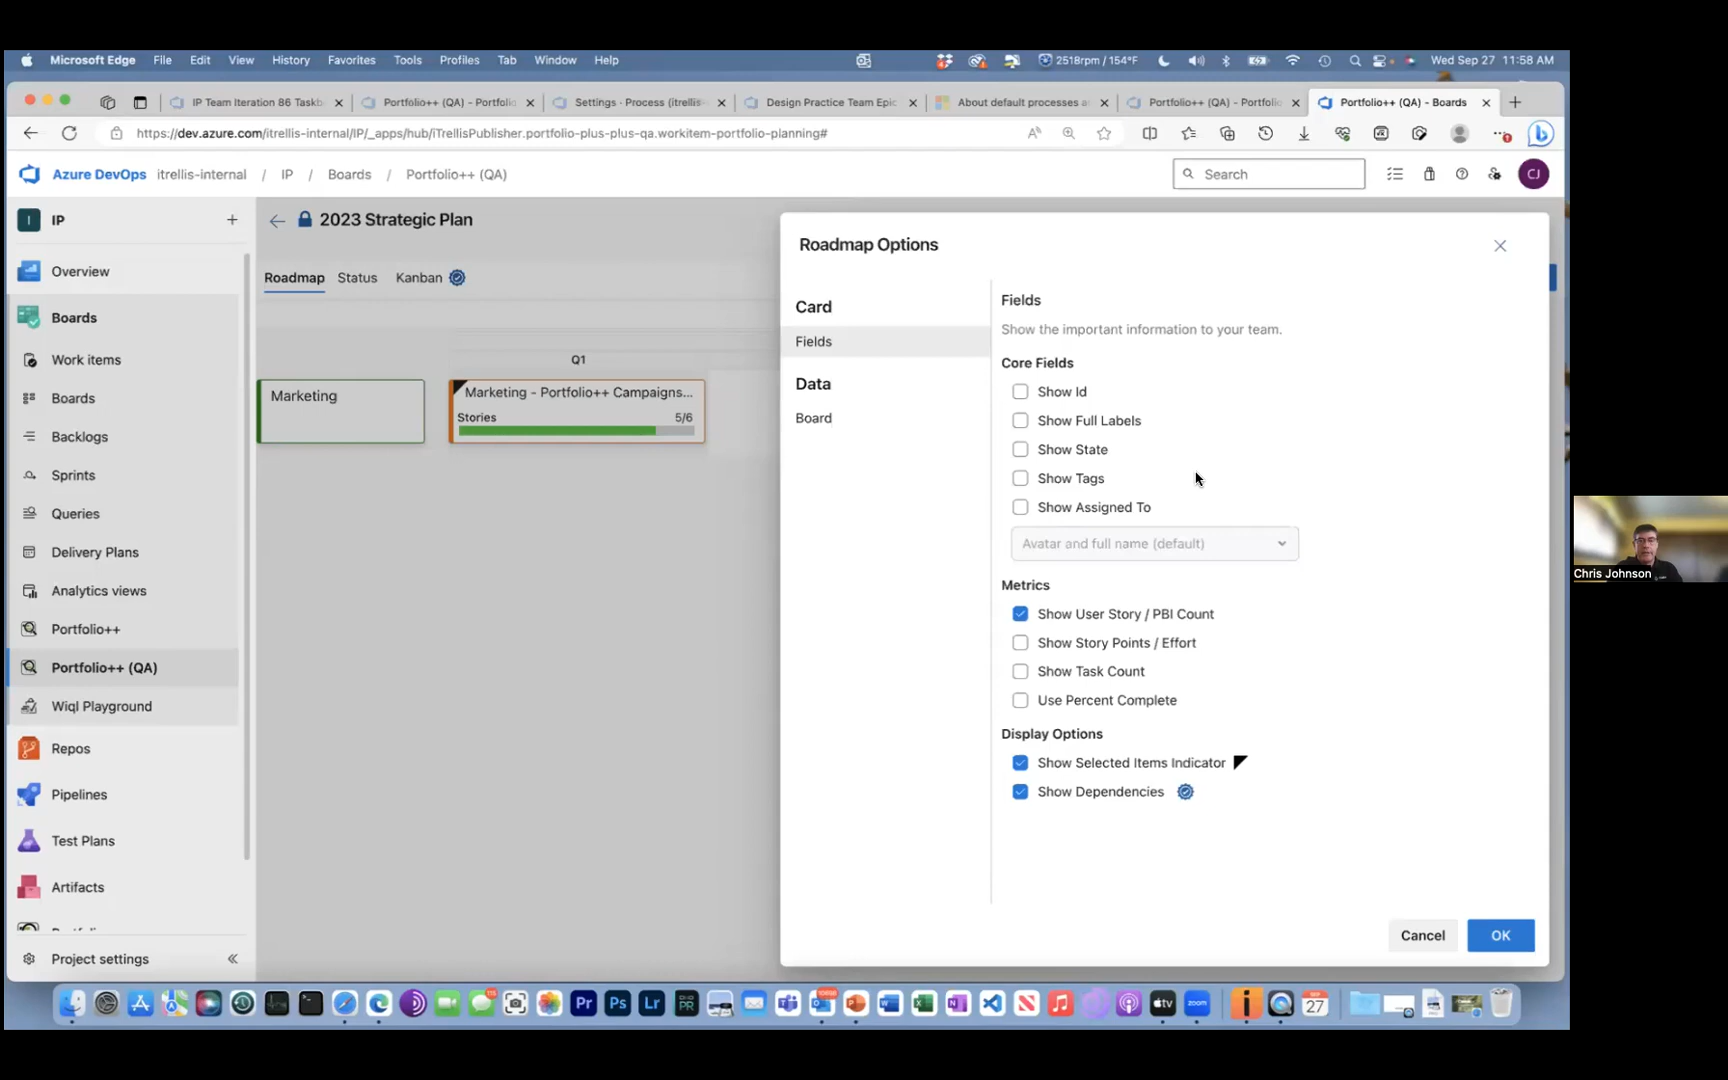 Microsoft Edge File Edit View History Favorites Tools Profiles Tab Window Help 2518rpm / 154°F Wed Sep 27 11:58 AM
IP Team Iteration 86 Taskb Portfolio++ (QA) - Portfolio Settings · Process (itrellis Design Practice Team Epic About default processes a Portfolio++ (QA) - Portfolio Portfolio++ (QA) - Boards
https://dev.azure.com/itrellis-internal/IP/_apps/hub/iTrellisPublisher.portfolio-plus-plus-qa.workitem-portfolio-planning#
Azure DevOps itrellis-internal / IP / Boards / Portfolio++ (QA) Search CJ
I IP +
2023 Strategic Plan
Roadmap Status Kanban
Overview
Boards
Work items
Boards
Backlogs
Sprints
Queries
Delivery Plans
Analytics views
Portfolio++
Portfolio++ (QA)
Wiql Playground
Repos
Pipelines
Test Plans
Artifacts
Project settings
Q1
Marketing
Marketing - Portfolio++ Campaigns...
Stories 5/6
Roadmap Options
Card
Fields
Data
Board
Fields
Show the important information to your team.
Core Fields
Show Id
Show Full Labels
Show State
Show Tags
Show Assigned To
Avatar and full name (default)
Metrics
Show User Story / PBI Count
Show Story Points / Effort
Show Task Count
Use Percent Complete
Display Options
Show Selected Items Indicator
Show Dependencies
Cancel OK
Chris Johnson
Pr Ps Lr PR tv zoom 27